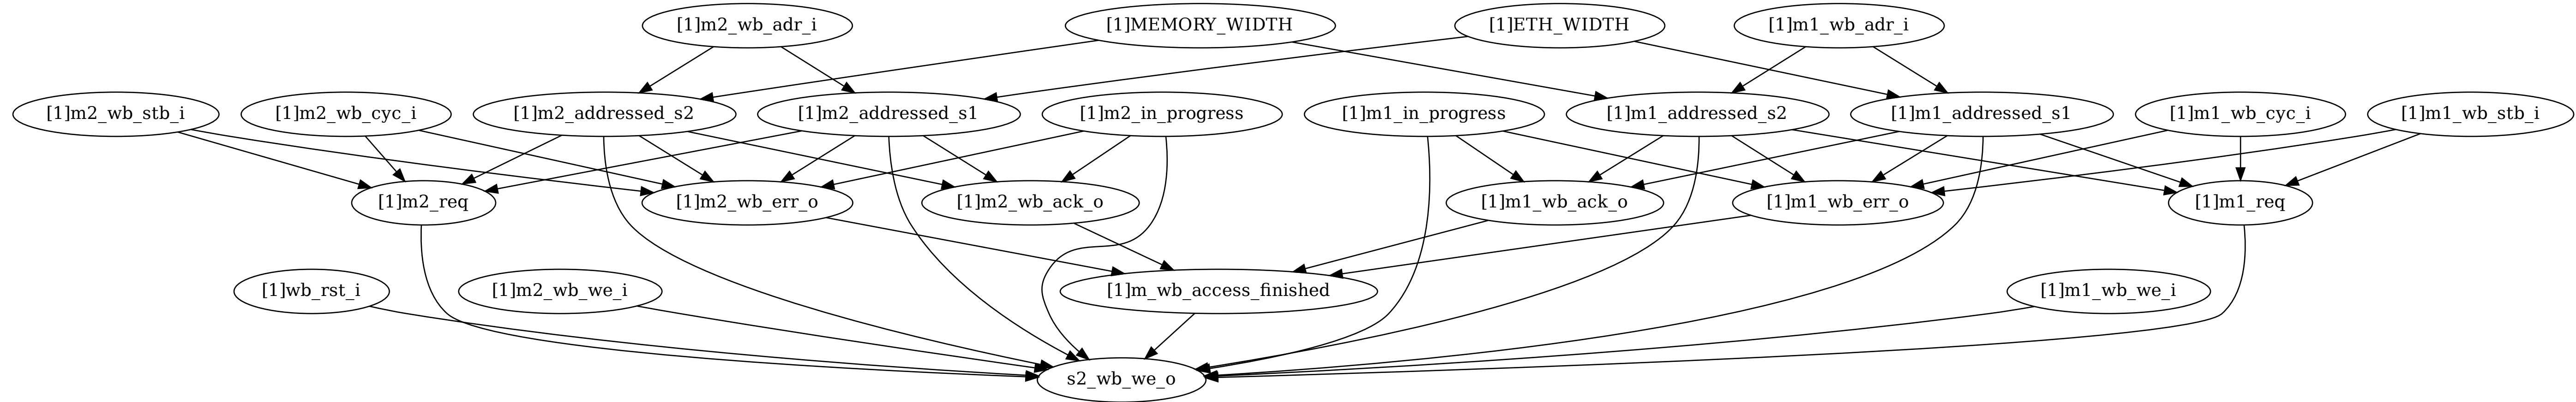 [1]m2_wb_adr_i
[1]MEMORY_WIDTH
[1]ETH_WIDTH
[1]m1_wb_adr_i
[1]m2_wb_stb_i
[1]m2_wb_cyc_i
[1]m2_addressed_s2
[1]m2_addressed_s1
[1]m2_in_progress
[1]m1_in_progress
[1]m1_addressed_s2
[1]m1_addressed_s1
[1]m1_wb_cyc_i
[1]m1_wb_stb_i
[1]m2_req
[1]m2_wb_err_o
[1]m2_wb_ack_o
[1]m1_wb_ack_o
[1]m1_wb_err_o
[1]m1_req
[1]wb_rst_i
[1]m2_wb_we_i
[1]m_wb_access_finished
[1]m1_wb_we_i
s2_wb_we_o